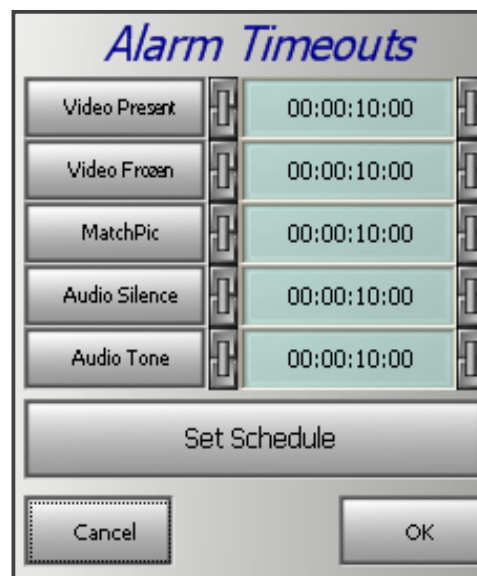 Alarm Timeouts
Video Present 00:00:10:00
Video Frozen 00:00:10:00
MatchPic 00:00:10:00
Audio Silence 00:00:10:00
Audio Tone 00:00:10:00
Set Schedule
Cancel OK